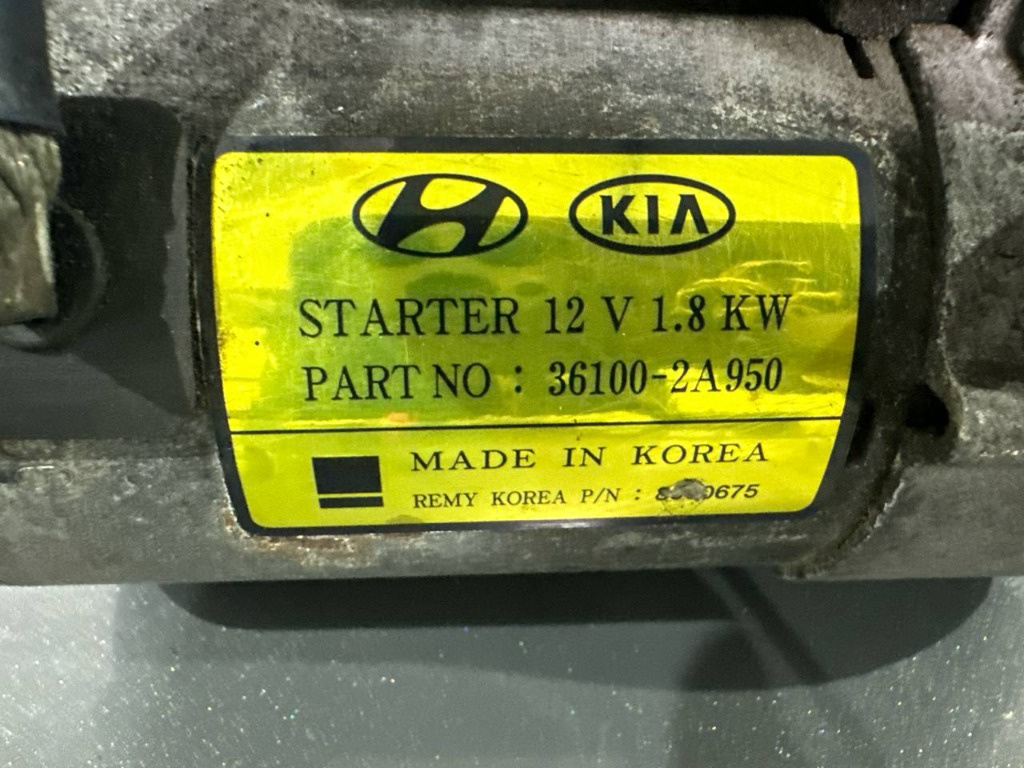 KIA
STARTER 12 V 1.8 KW
PART NO : 36100-2A950
MADE IN KOREA
REMY KOREA P/N :